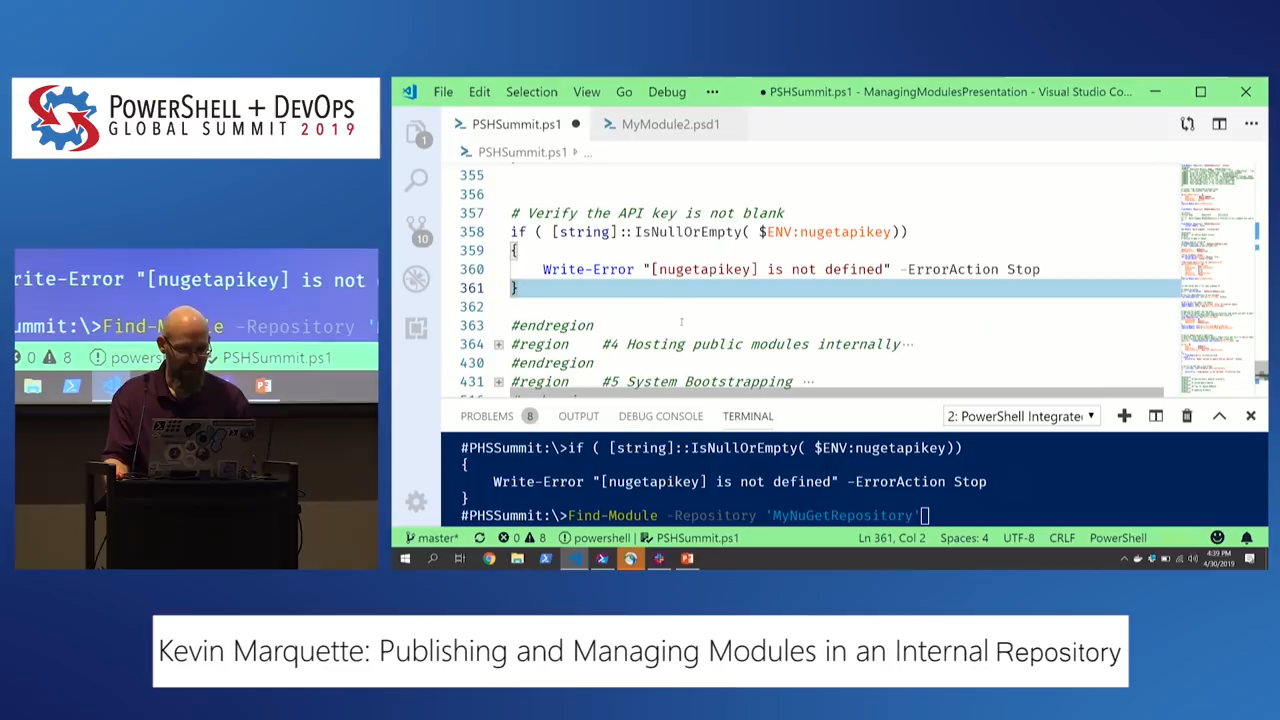 POWERSHELL + DEVOPS
GLOBAL SUMMIT 2019
Write-Error "[nugetapikey] is not
Summit:\>Find-Module -Repository
0 8 powers PSHSummit.ps1
File Edit Selection View Go Debug ••• ● PSHSummit.ps1 - ManagingModulesPresentation - Visual Studio Co...
PSHSummit.ps1 ● MyModule2.psd1 •••
PSHSummit.ps1 ...
1
10
355
356
357 # Verify the API key is not blank
358 if ( [string]::IsNullOrEmpty( $ENV:nugetapikey))
359 {
360 Write-Error "[nugetapikey] is not defined" -ErrorAction Stop
361 }
362
363 #enregion
364 #region #4 Hosting public modules internally ...
430 #endregion
431 #region #5 System Bootstrapping ...
PROBLEMS 8 OUTPUT DEBUG CONSOLE TERMINAL 2: PowerShell Integrate
#PHSSummit:\>if ( [string]::IsNullOrEmpty( $ENV:nugetapikey))
{
Write-Error "[nugetapikey] is not defined" -ErrorAction Stop
}
#PHSSummit:\>Find-Module -Repository 'MyNuGetRepository'
master* 0 8 powershell PSHSummit.ps1 Ln 361, Col 2 Spaces: 4 UTF-8 CRLF PowerShell
4:39 PM
4/30/2019
Kevin Marquette: Publishing and Managing Modules in an Internal Repository